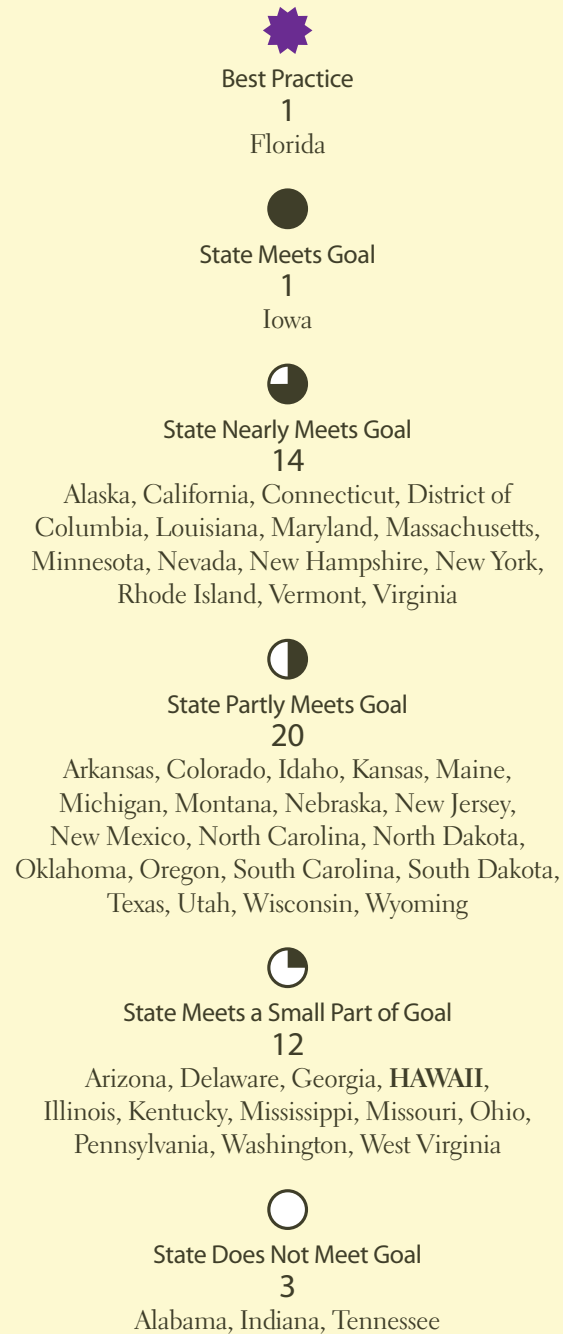 Best Practice
1
Florida
State Meets Goal
1
Iowa
State Nearly Meets Goal
14
Alaska, California, Connecticut, District of
Columbia, Louisiana, Maryland, Massachusetts,
Minnesota, Nevada, New Hampshire, New York,
Rhode Island, Vermont, Virginia
State Partly Meets Goal
20
Arkansas, Colorado, Idaho, Kansas, Maine,
Michigan, Montana, Nebraska, New Jersey,
New Mexico, North Carolina, North Dakota,
Oklahoma, Oregon, South Carolina, South Dakota,
Texas, Utah, Wisconsin, Wyoming
State Meets a Small Part of Goal
12
Arizona, Delaware, Georgia, HAWAII,
Illinois, Kentucky, Mississippi, Missouri, Ohio,
Pennsylvania, Washington, West Virginia
State Does Not Meet Goal
3
Alabama, Indiana, Tennessee